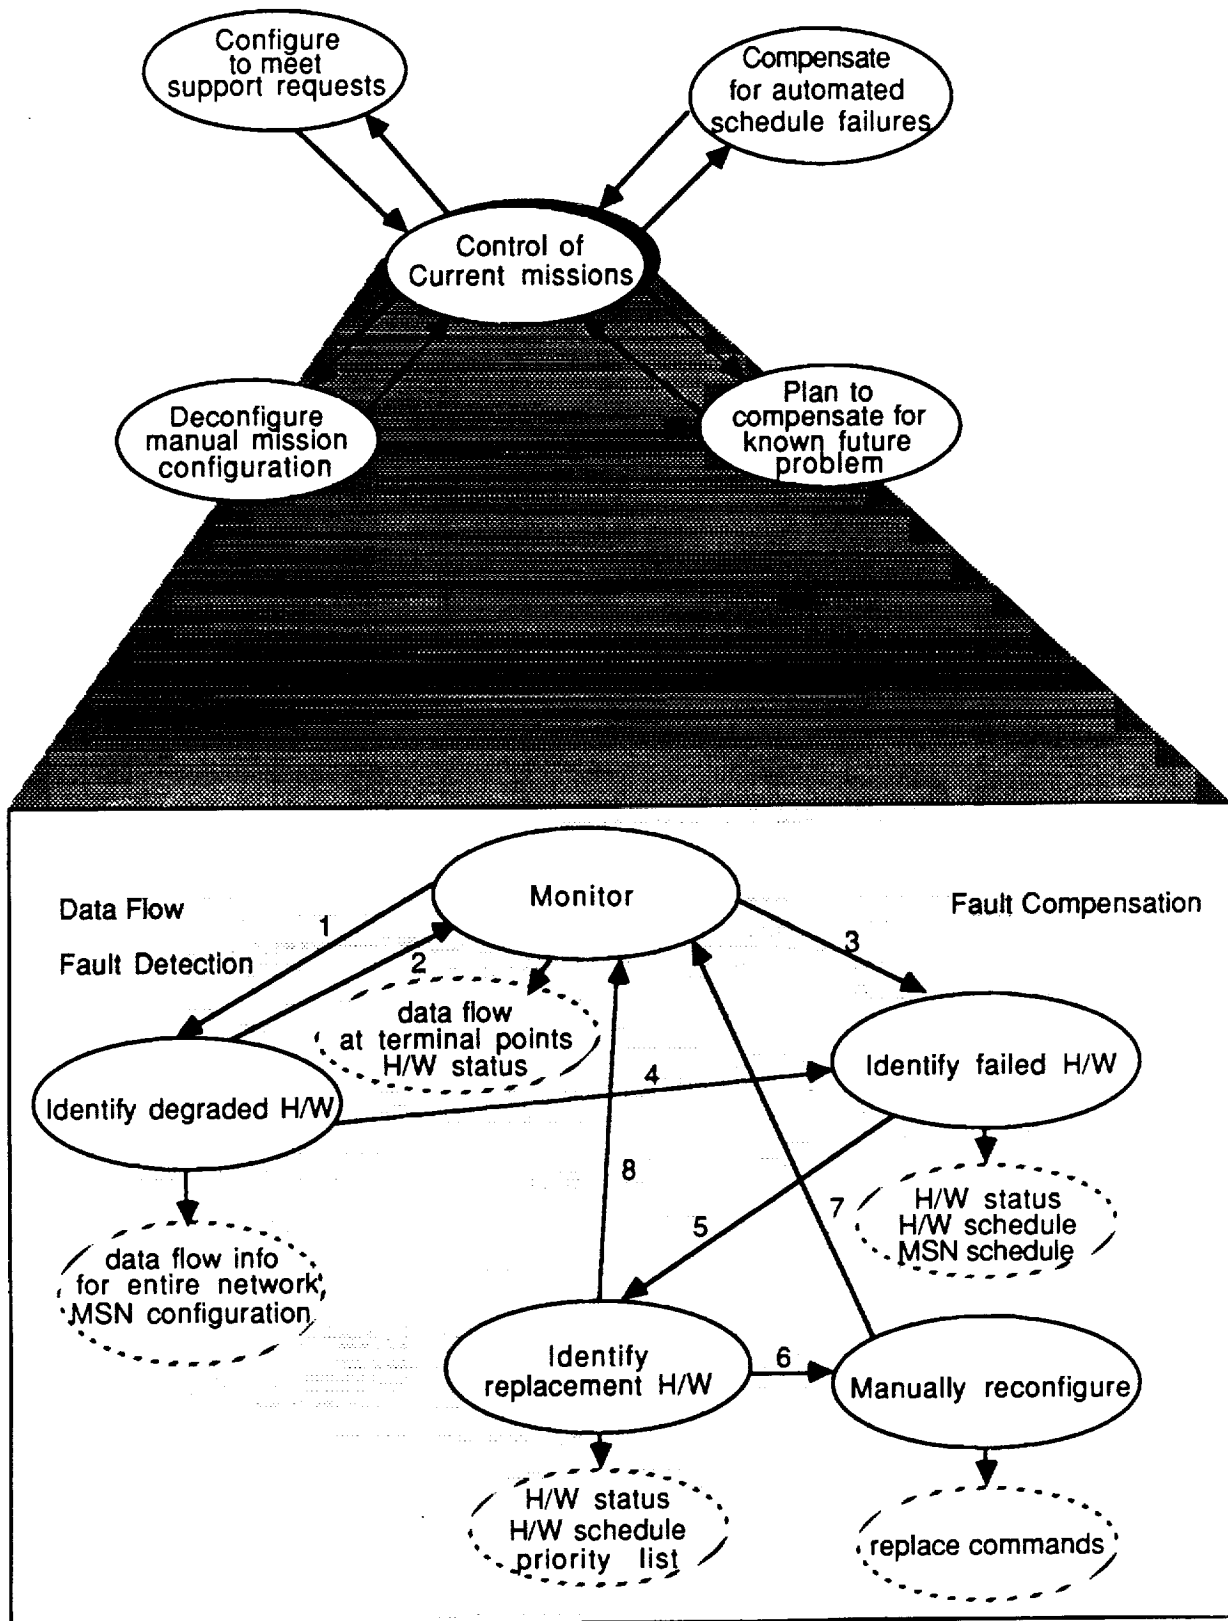 Configure
to meet
support requests
Compensate
for automated
schedule failures
Control of
Current missions
Deconfigure
manual mission
configuration
Plan to
compensate for
known future
problem
Monitor
Data Flow
Fault Detection
Fault Compensation
1
2
3
data flow
at terminal points
H/W status
4
Identify degraded H/W
Identify failed H/W
8
5
7
H/W status
H/W schedule
MSN schedule
data flow info
for entire network,
MSN configuration
Identify
replacement H/W
6
Manually reconfigure
H/W status
H/W schedule
priority list
replace commands